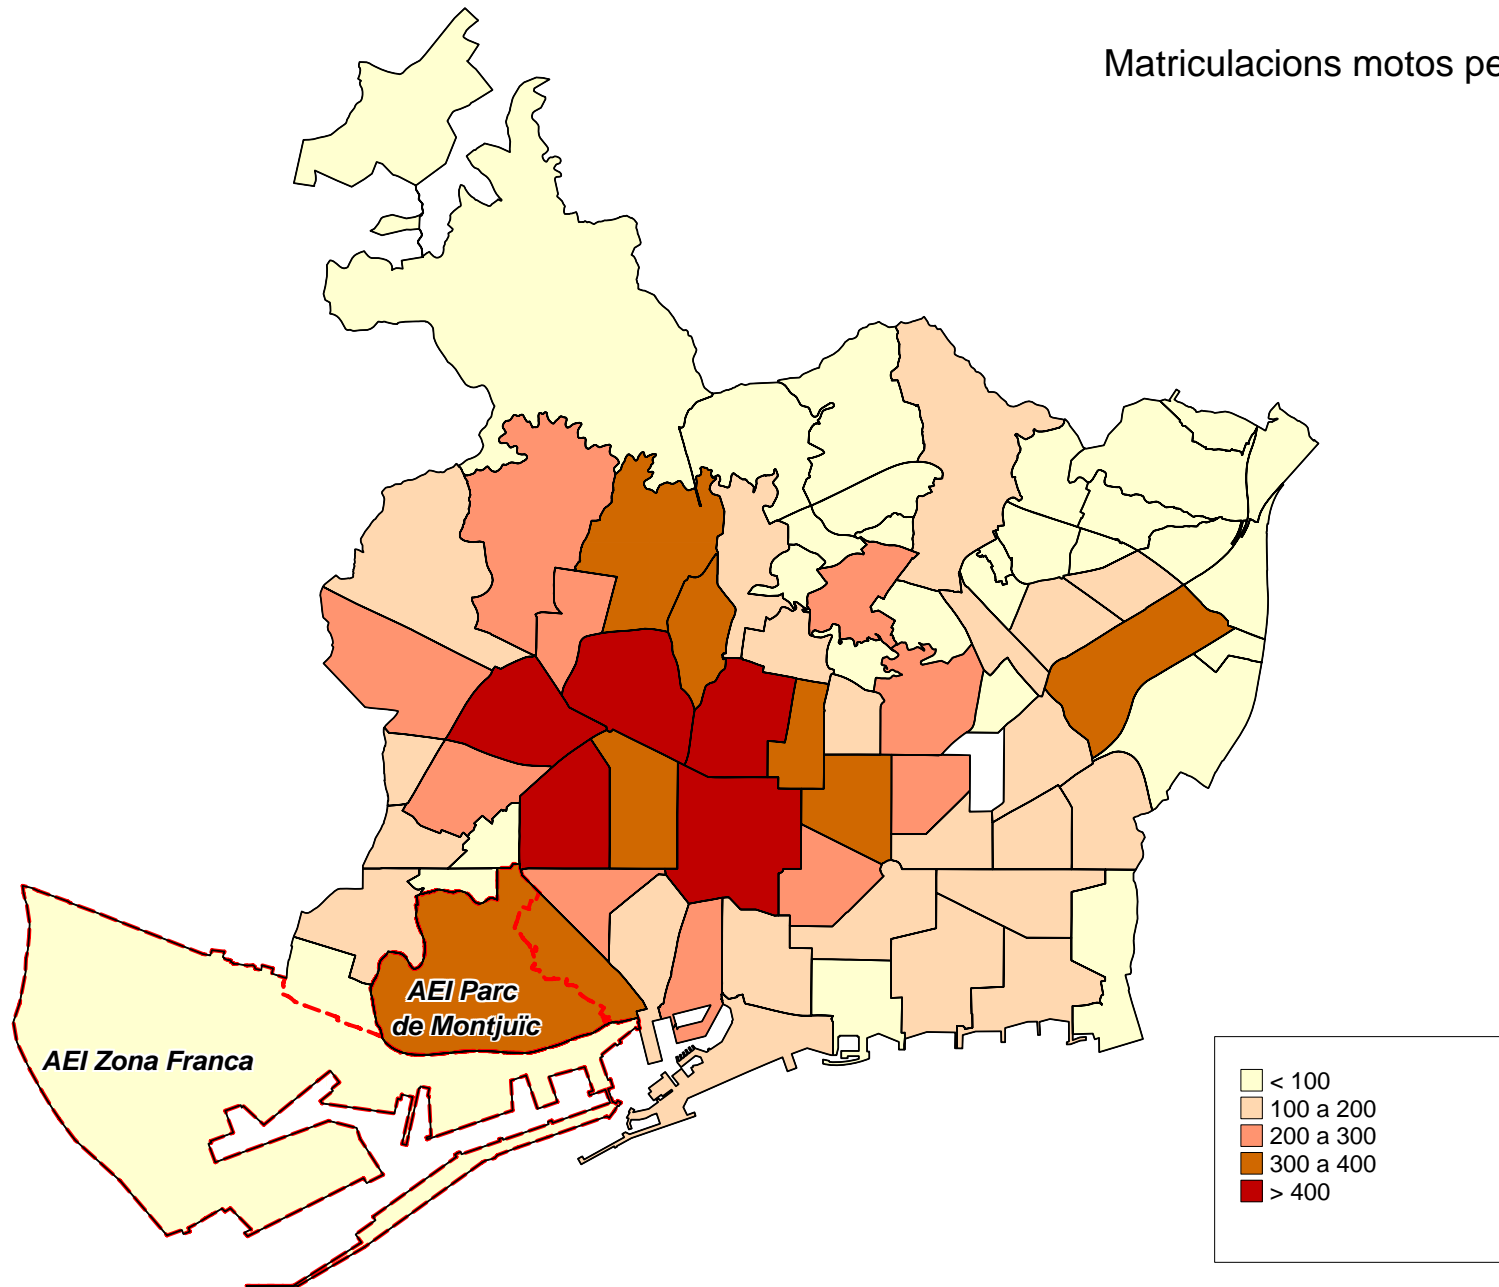 Matriculacions motos pe
AEI Parc
de Montjuïc
AEI Zona Franca
< 100
100 a 200
200 a 300
300 a 400
> 400